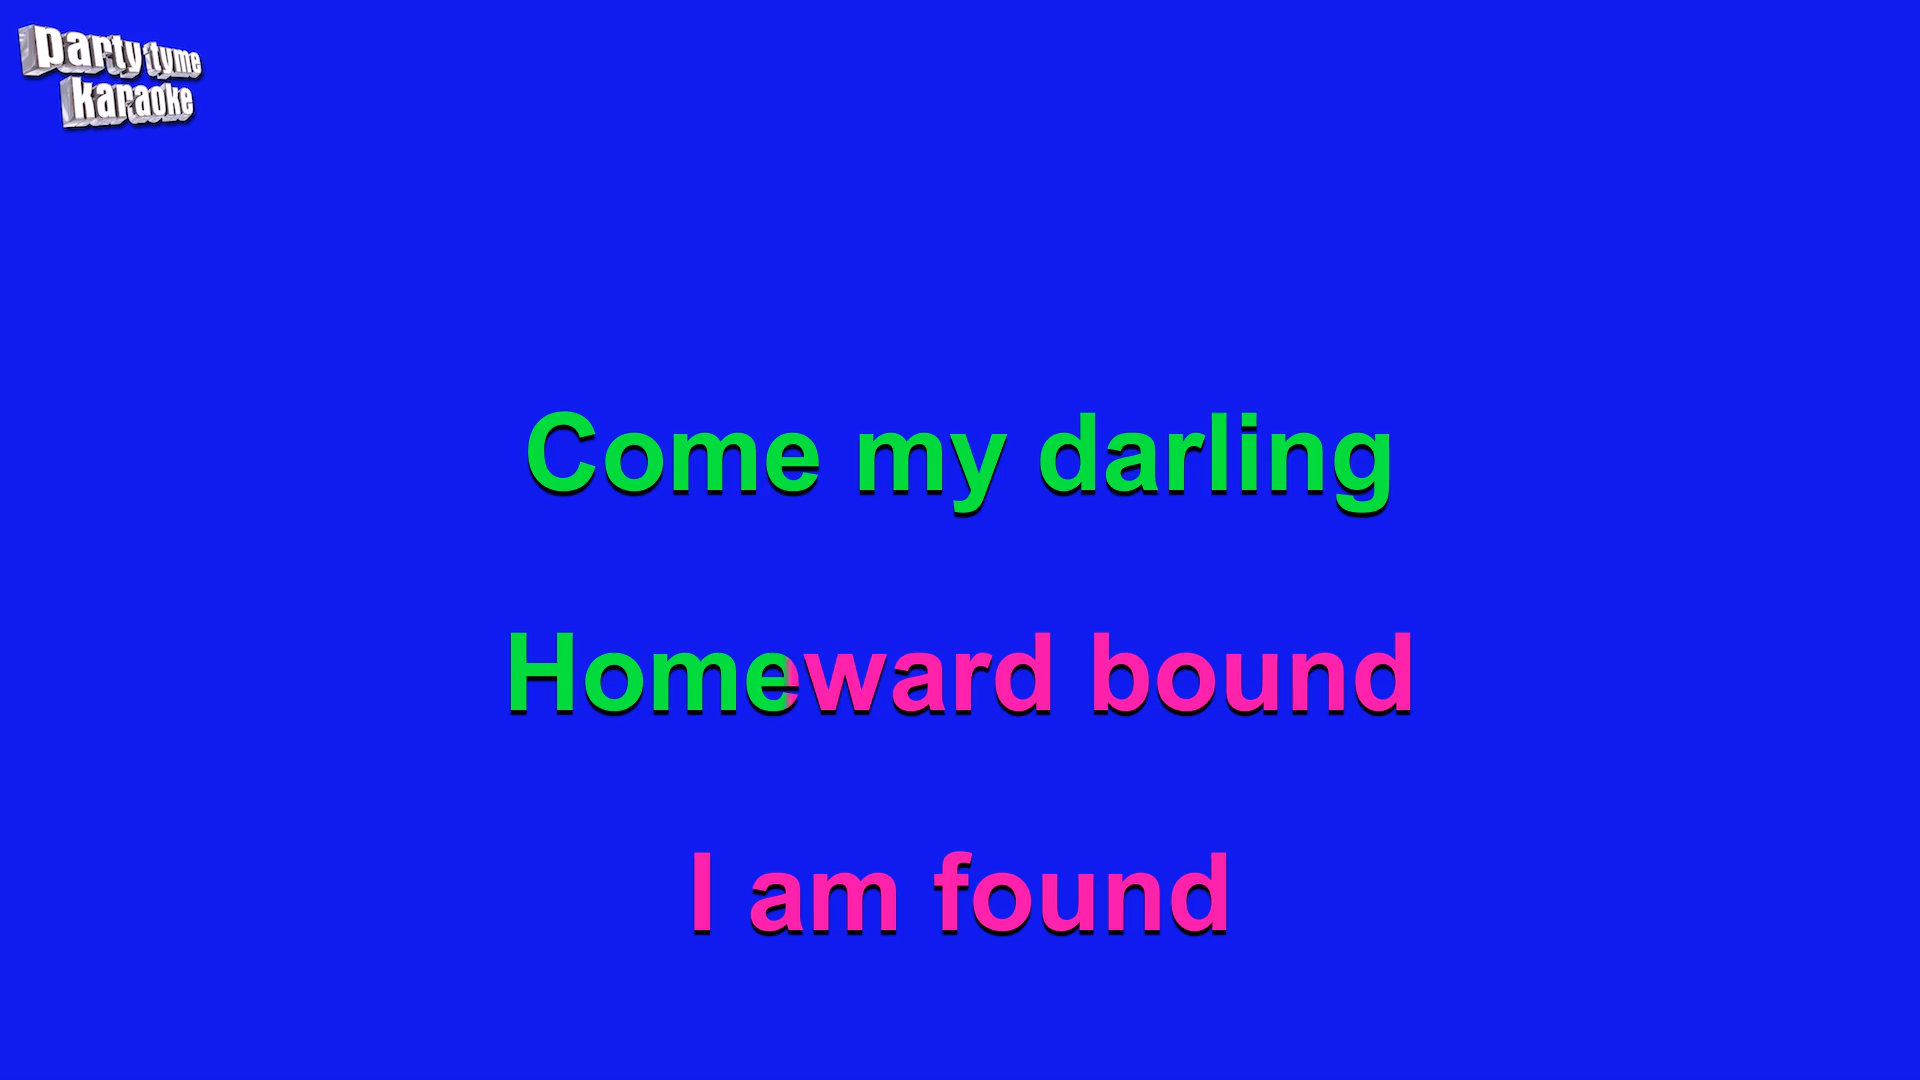 party tyme
karaoke
Come my darling
Homeward bound
I am found